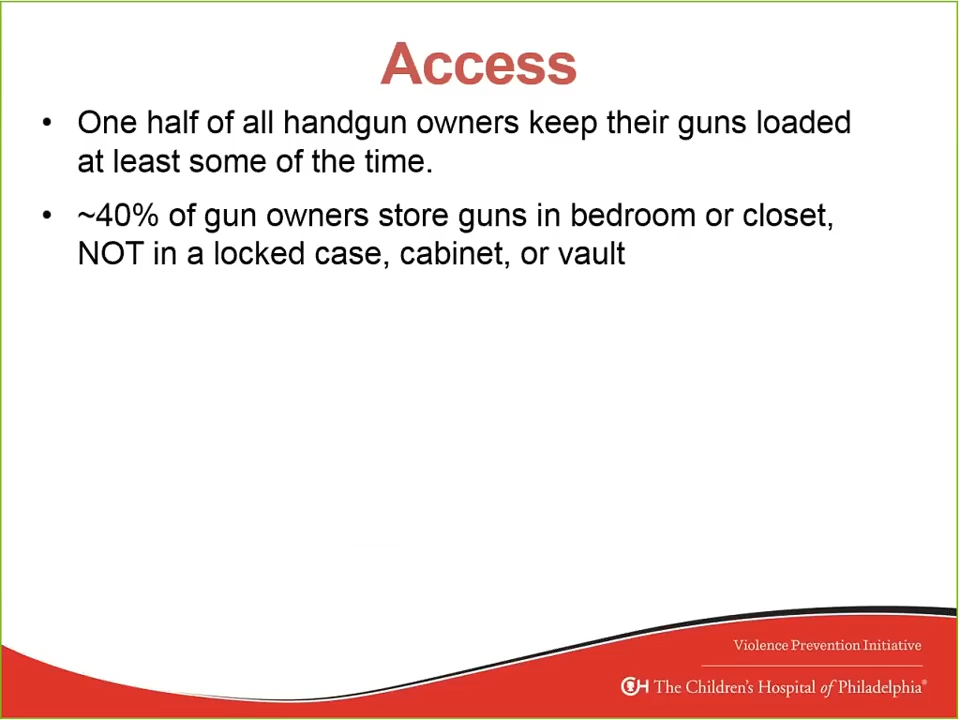 Access
• One half of all handgun owners keep their guns loaded
at least some of the time.
• ~40% of gun owners store guns in bedroom or closet,
NOT in a locked case, cabinet, or vault
Violence Prevention Initiative
CH The Children's Hospital of Philadelphia®